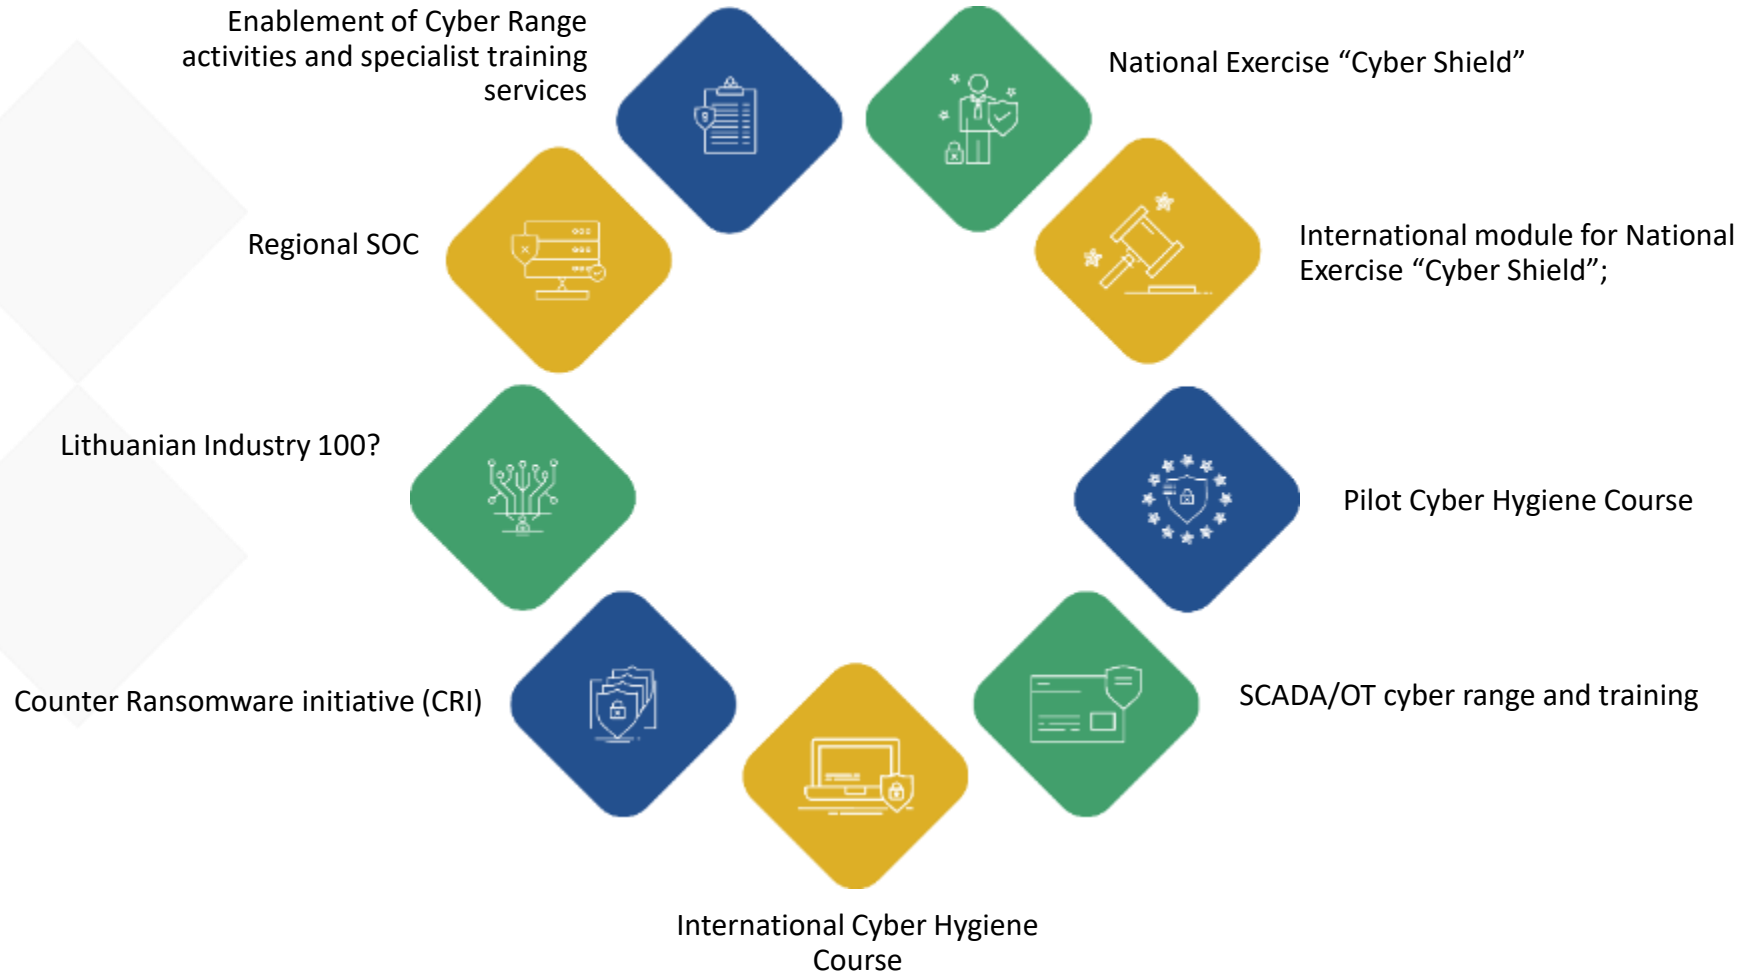 Enablement of Cyber Range
activities and specialist training
services
National Exercise “Cyber Shield”
Regional SOC
International module for National
Exercise “Cyber Shield”;
Lithuanian Industry 100?
Pilot Cyber Hygiene Course
Counter Ransomware initiative (CRI)
SCADA/OT cyber range and training
International Cyber Hygiene
Course